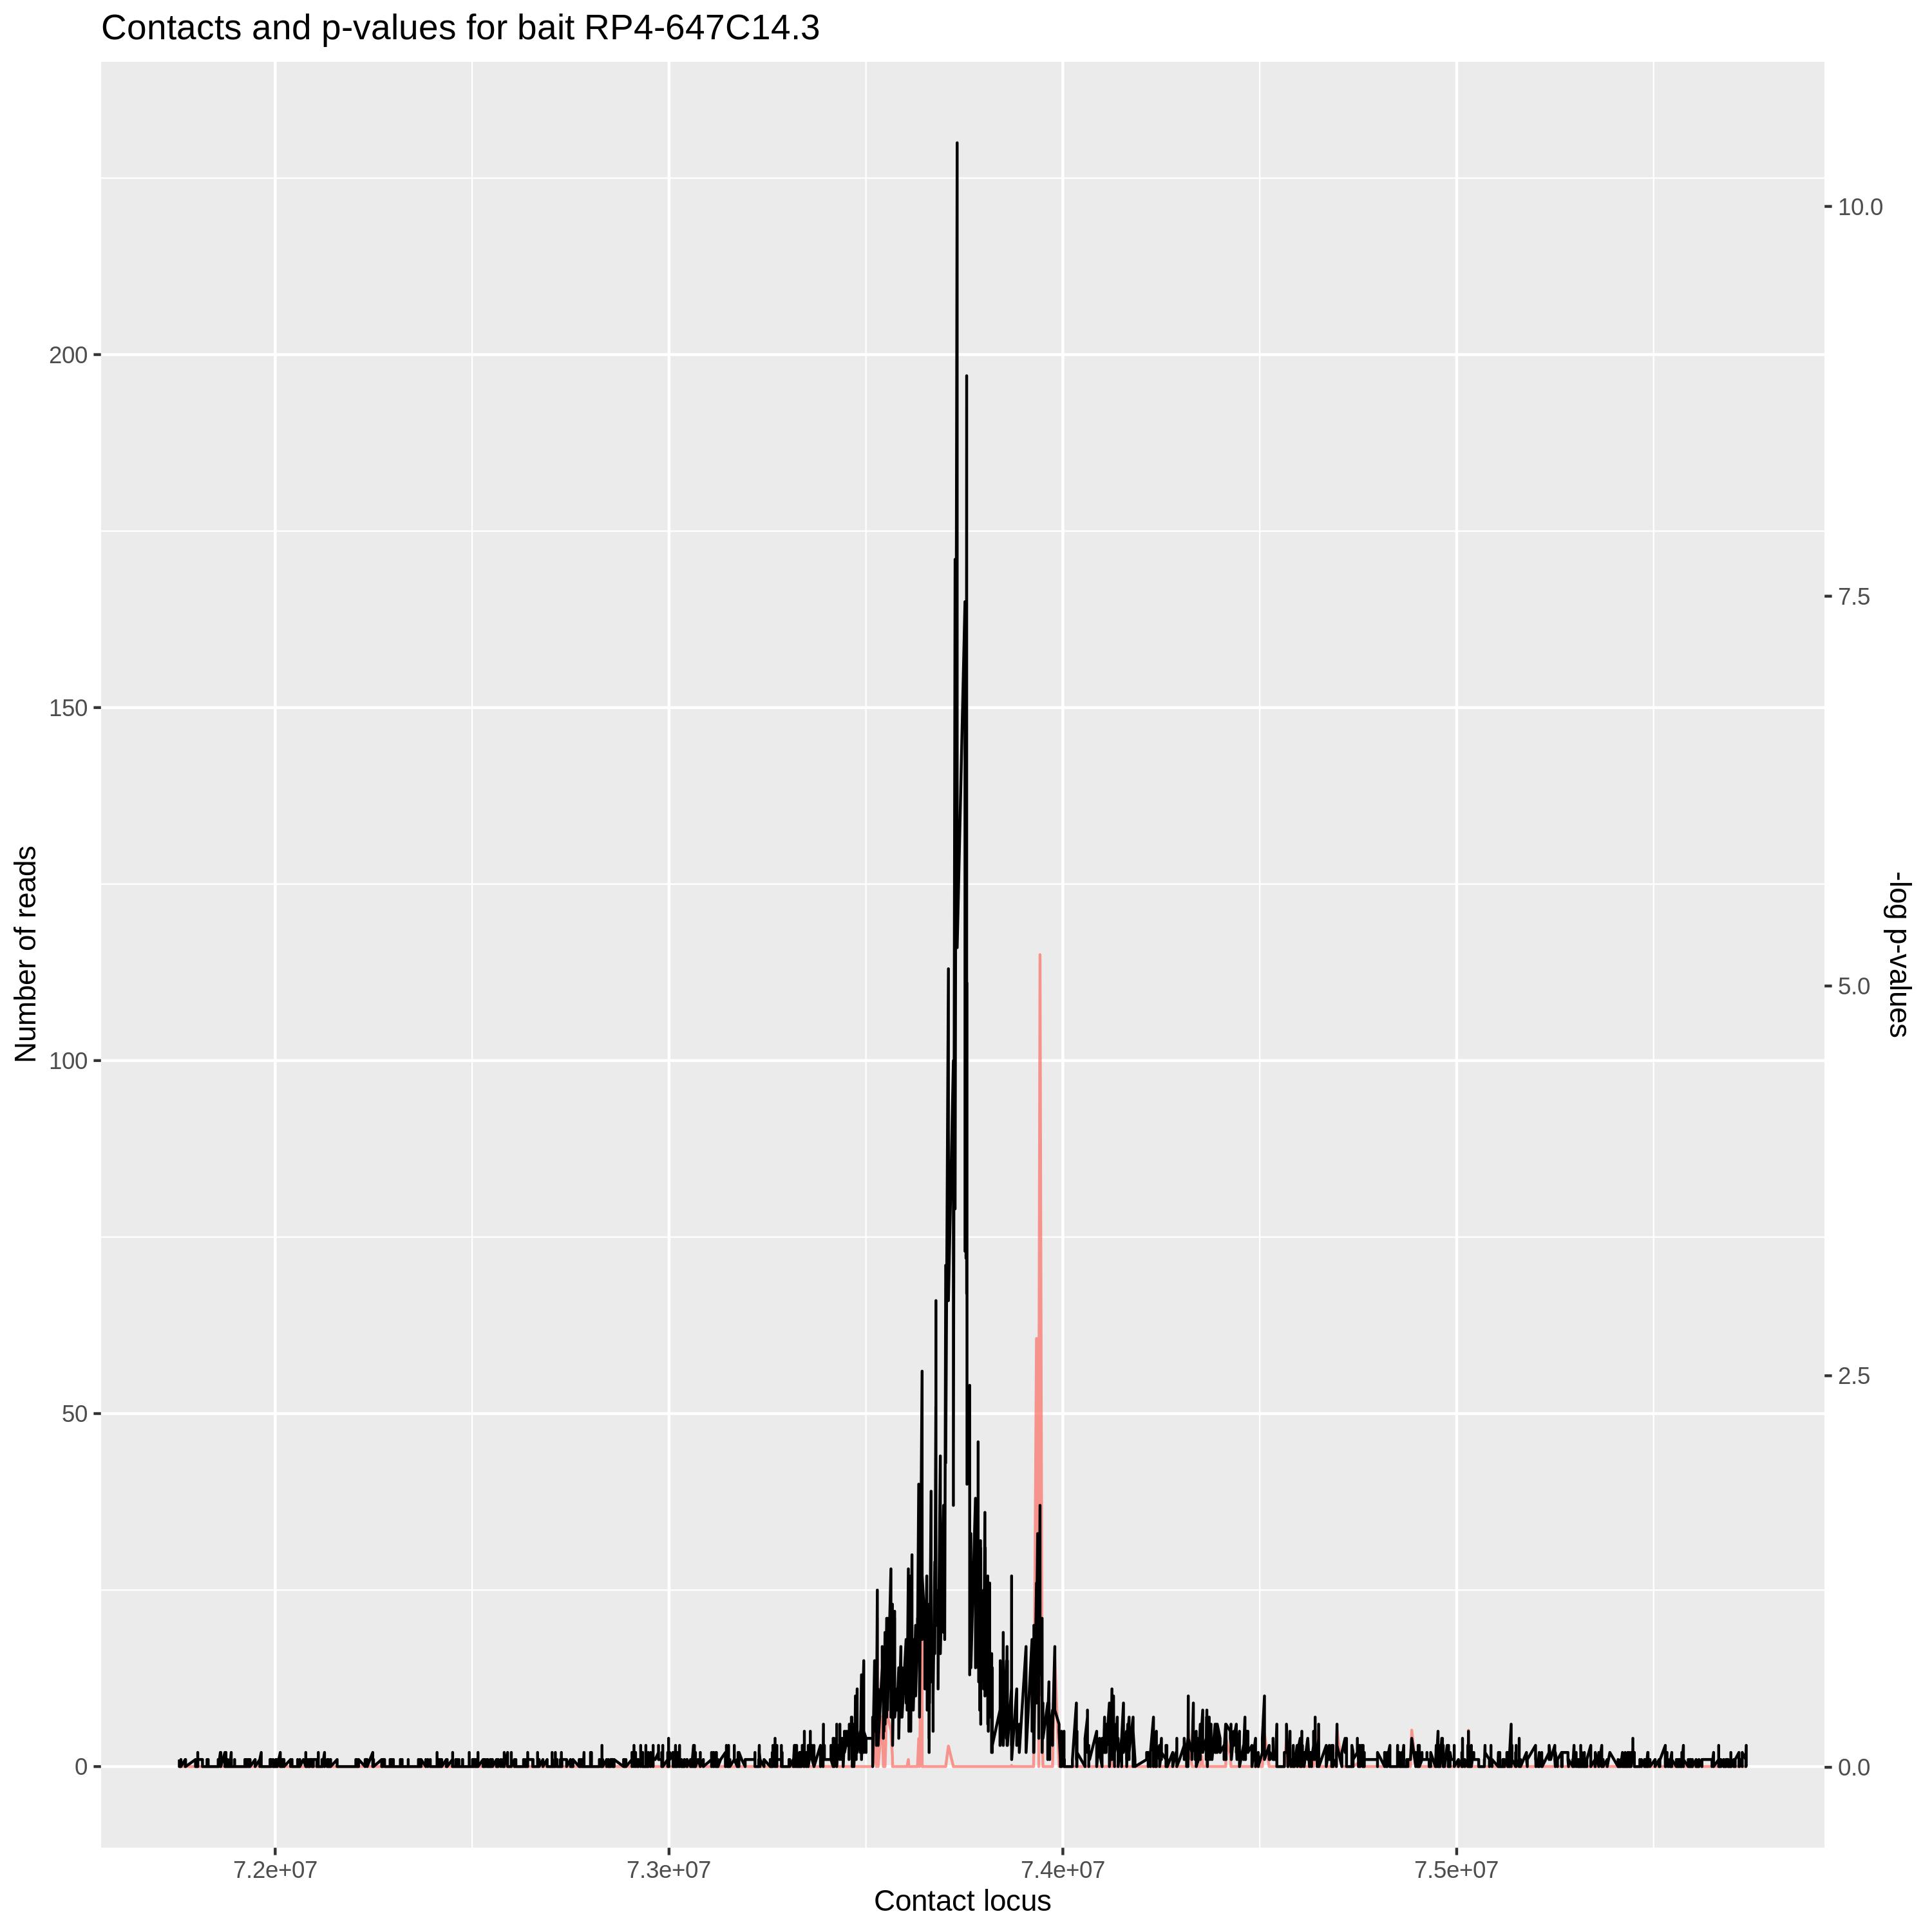 Contacts and p-values for bait RP4-647C14.3
Number of reads
200
150
100
50
0
10.0
7.5
5.0
2.5
0.0
-log p-values
7.2e+07
7.3e+07
7.4e+07
7.5e+07
Contact locus